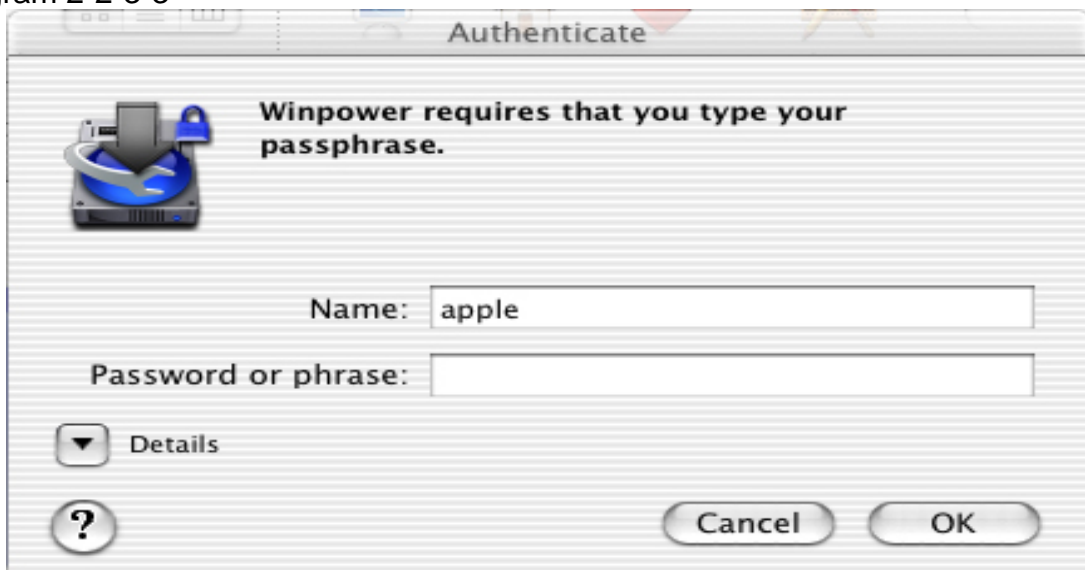 Authenticate
Winpower requires that you type your
passphrase.
Name: apple
Password or phrase:
Details
?
Cancel OK